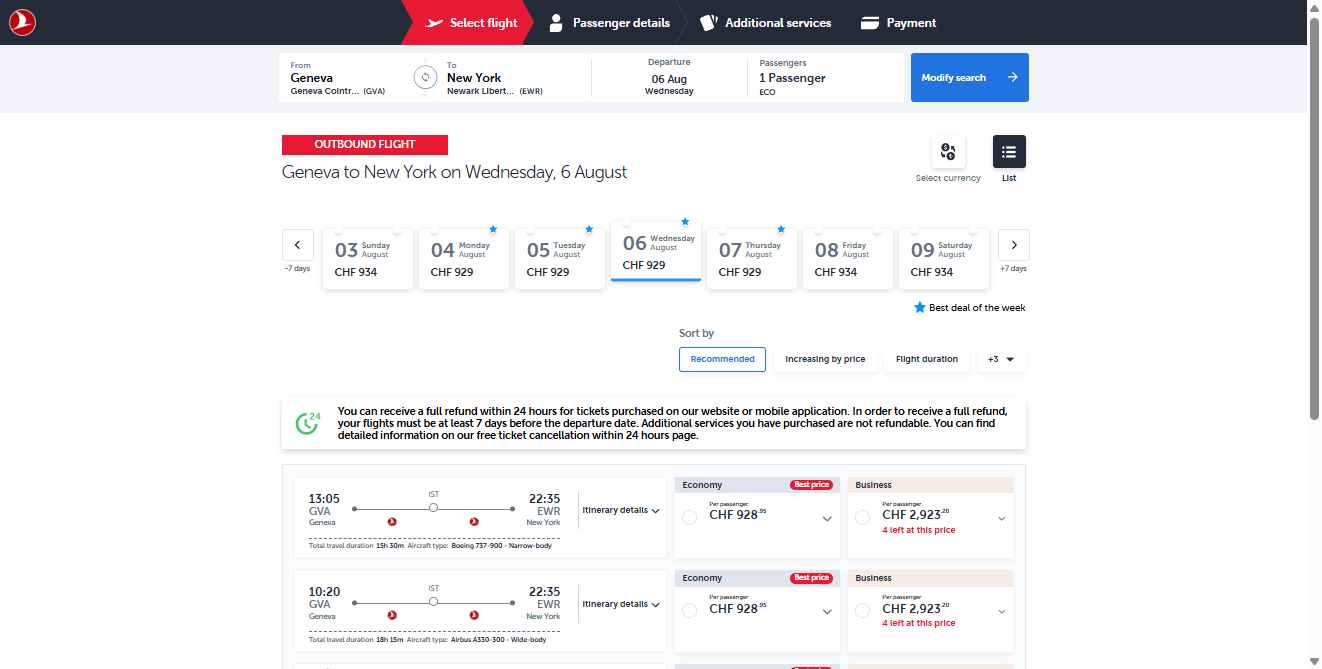 Select flight
Passenger details
Additional services
Payment
From
Geneva
Geneva Cointr... (GVA)
To
New York
Newark Libert... (EWR)
Departure
06 Aug
Wednesday
Passengers
1 Passenger
ECO
Modify search
OUTBOUND FLIGHT
Geneva to New York on Wednesday, 6 August
Select currency
List
-7 days
03 Sunday August
CHF 934
04 Monday August
CHF 929
05 Tuesday August
CHF 929
06 Wednesday August
CHF 929
07 Thursday August
CHF 929
08 Friday August
CHF 934
09 Saturday August
CHF 934
+7 days
Best deal of the week
Sort by
Recommended
Increasing by price
Flight duration
+3
24
You can receive a full refund within 24 hours for tickets purchased on our website or mobile application. In order to receive a full refund,
your flights must be at least 7 days before the departure date. Additional services you have purchased are not refundable. You can find
detailed information on our free ticket cancellation within 24 hours page.
13:05
GVA
Geneva
IST
22:35
EWR
New York
Itinerary details
Total travel duration 15h 30m Aircraft type: Boeing 737-900 - Narrow-body
Economy
Best price
Per passenger
CHF 928.95
Business
Per passenger
CHF 2,923.20
4 left at this price
10:20
GVA
Geneva
IST
22:35
EWR
New York
Itinerary details
Total travel duration 18h 15m Aircraft type: Airbus A330-300 - Wide-body
Economy
Best price
Per passenger
CHF 928.95
Business
Per passenger
CHF 2,923.20
4 left at this price